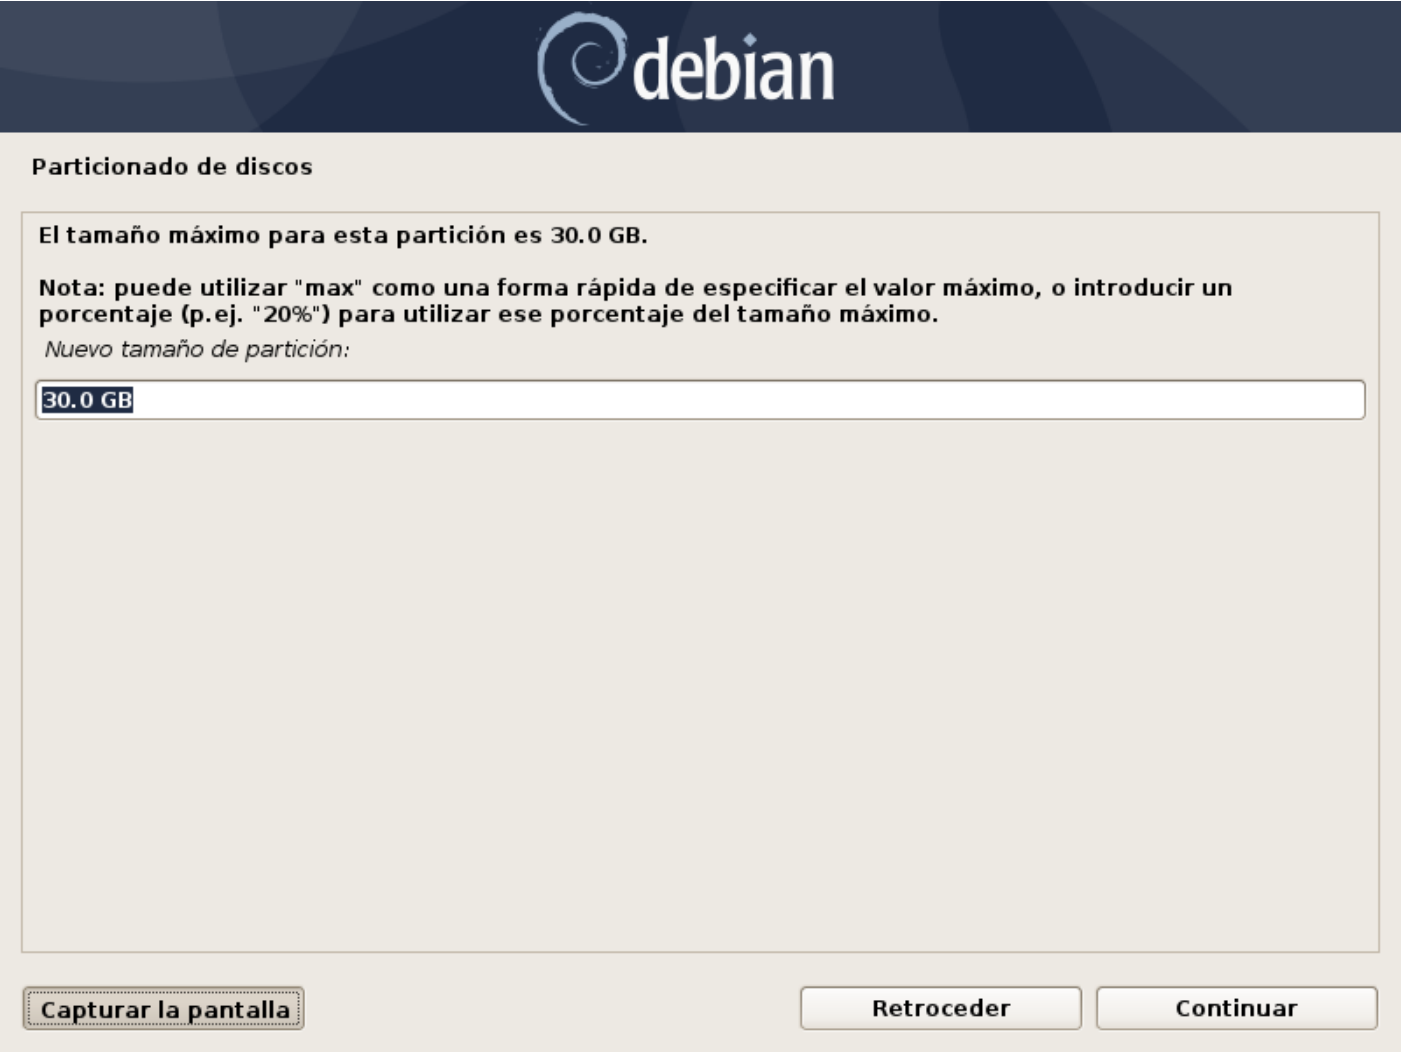 debian
Particionado de discos
El tamaño máximo para esta partición es 30.0 GB.
Nota: puede utilizar "max" como una forma rápida de especificar el valor máximo, o introducir un
porcentaje (p.ej. "20%") para utilizar ese porcentaje del tamaño máximo.
Nuevo tamaño de partición:
30.0 GB
Capturar la pantalla
Retroceder
Continuar